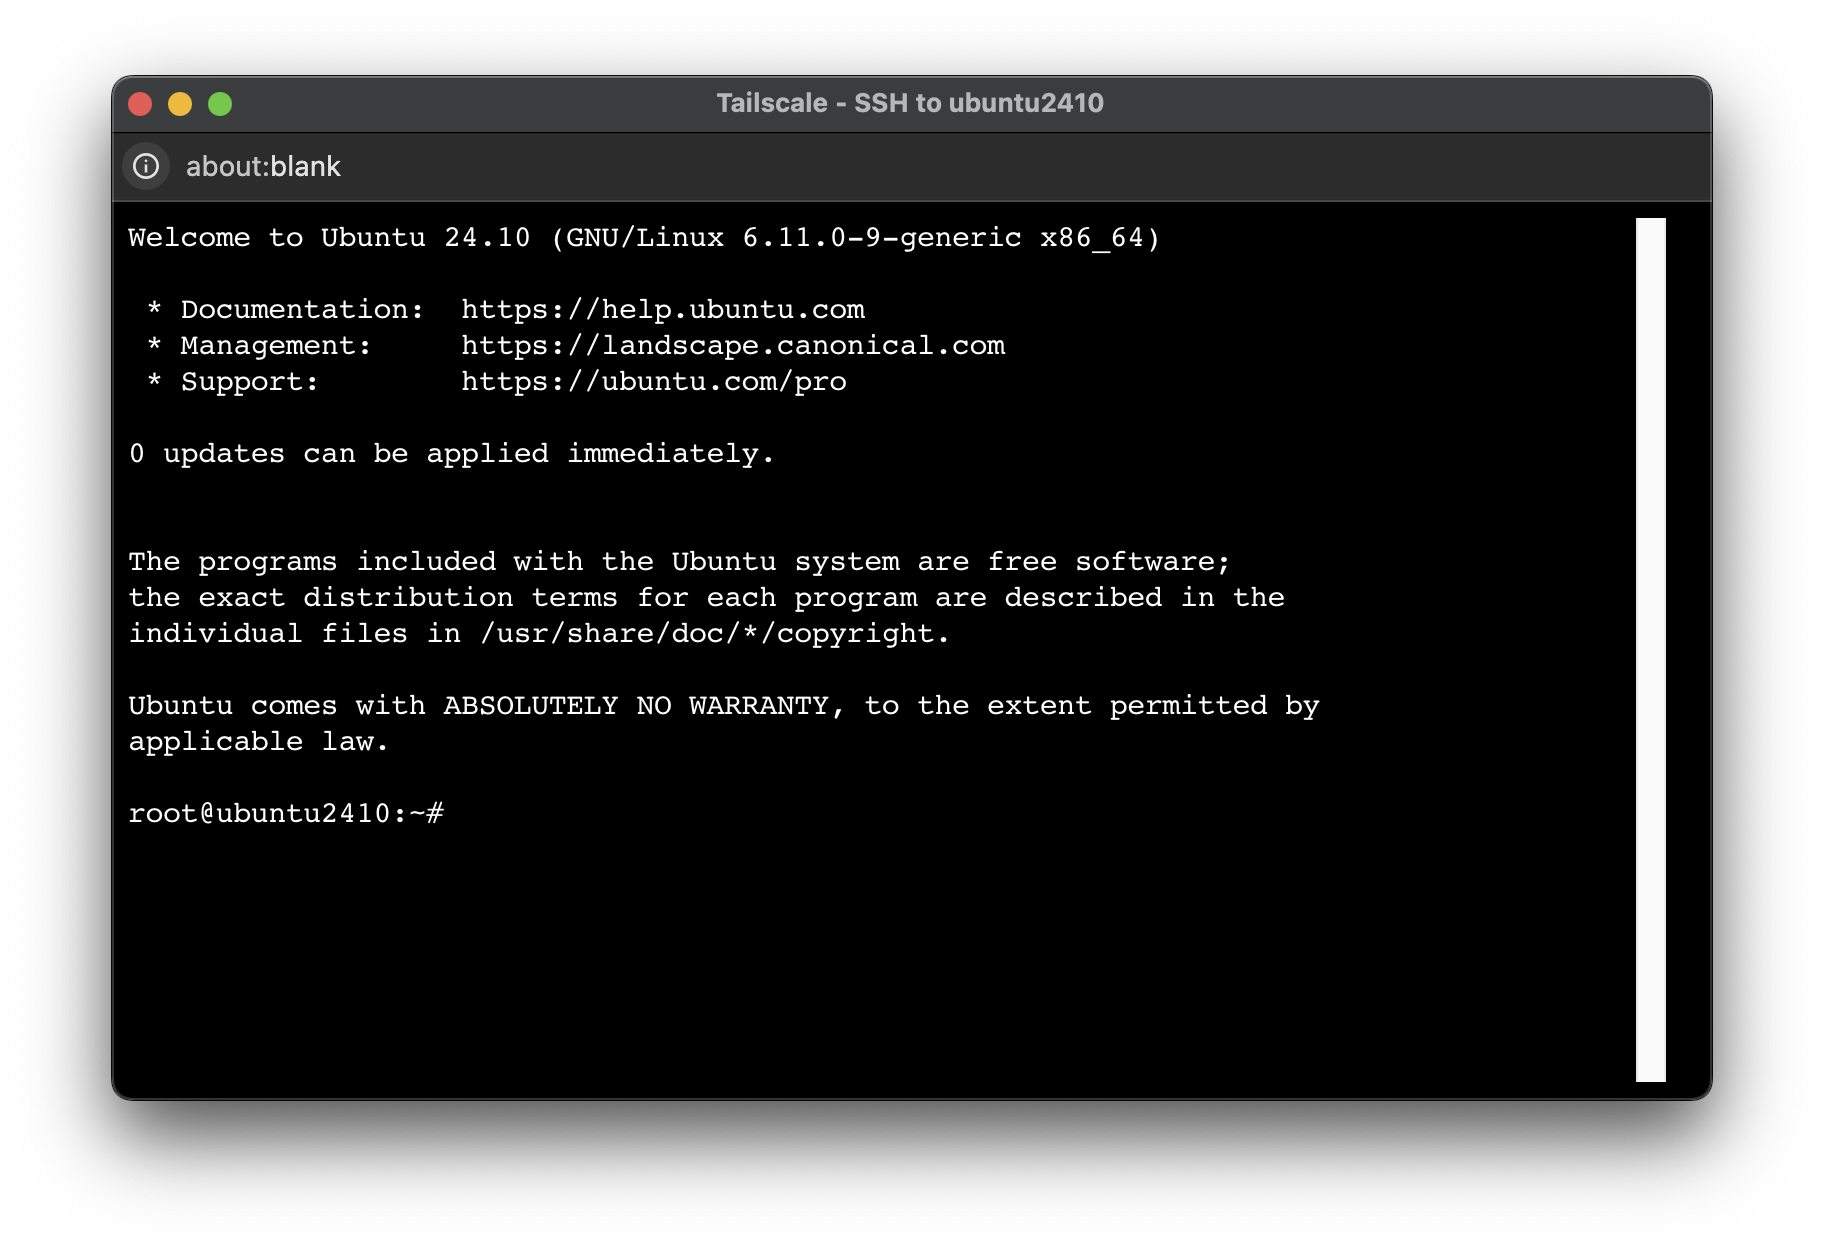 Tailscale - SSH to ubuntu2410
about:blank
Welcome to Ubuntu 24.10 (GNU/Linux 6.11.0-9-generic x86_64)
* Documentation:  https://help.ubuntu.com
* Management:     https://landscape.canonical.com
* Support:        https://ubuntu.com/pro
0 updates can be applied immediately.
The programs included with the Ubuntu system are free software;
the exact distribution terms for each program are described in the
individual files in /usr/share/doc/*/copyright.
Ubuntu comes with ABSOLUTELY NO WARRANTY, to the extent permitted by
applicable law.
root@ubuntu2410:~#